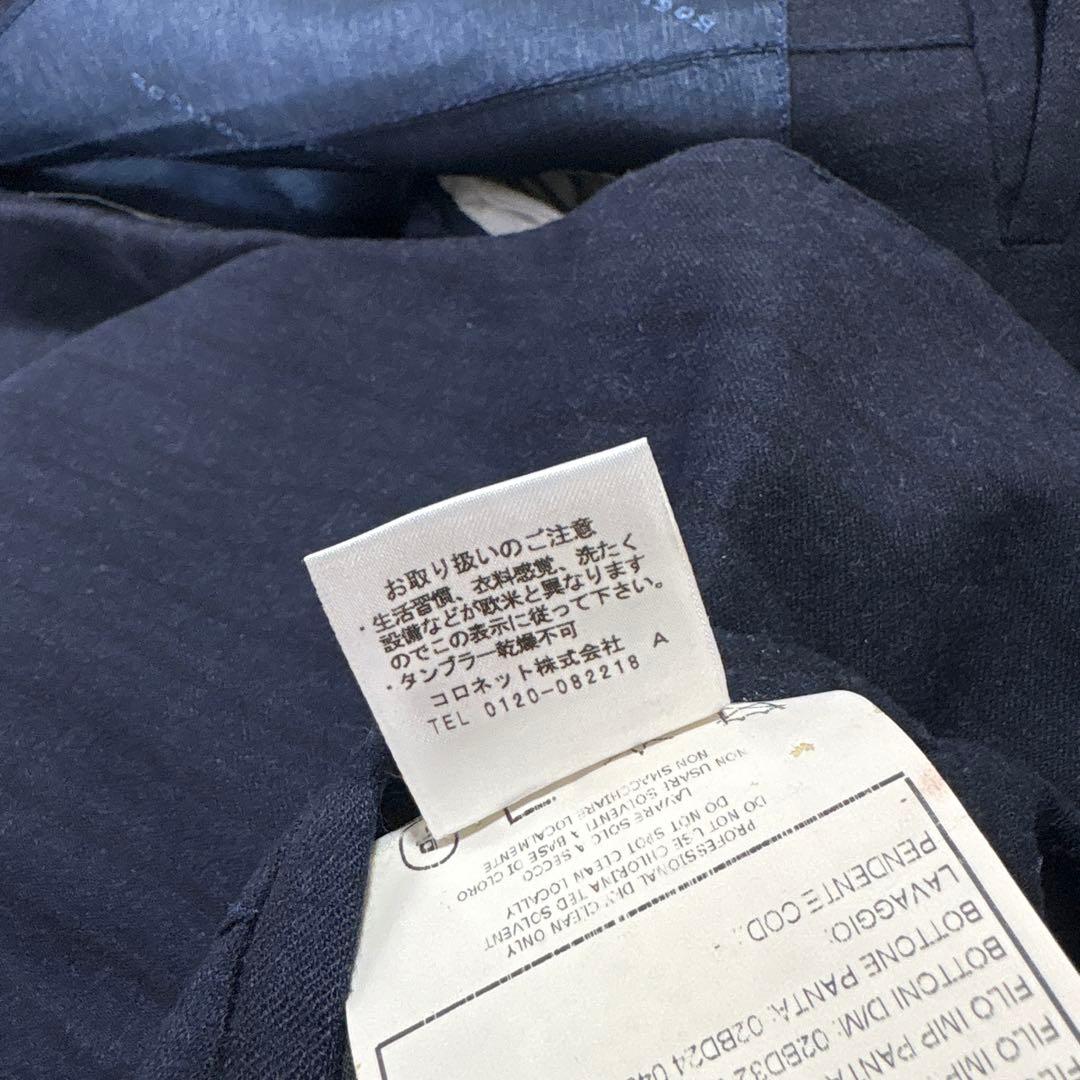 お取り扱いのご注意
・生活習慣、衣料感覚、洗たく
設備などが欧米と異なります
のでこの表示に従って下さい。
・タンブラー乾燥不可
コロネット株式会社 A
TEL 0120-082218
NON SMACCHIARE LOCALMENTE
NON USARE SOLVENTI A BASE DI CLORO
LAVARE SOLO A SECCO
DO NOT SPOT CLEAN LOCALLY
DO NOT USE CHLORINATED SOLVENT
PROFESSIONAL DRY CLEAN ONLY
PENDENTE COD.:
LAVAGGIO:
BOTTONE PANTA: 02BD24
BOTTONI D/M: 02BD32
FILO IMP PANTA
FILO IMP